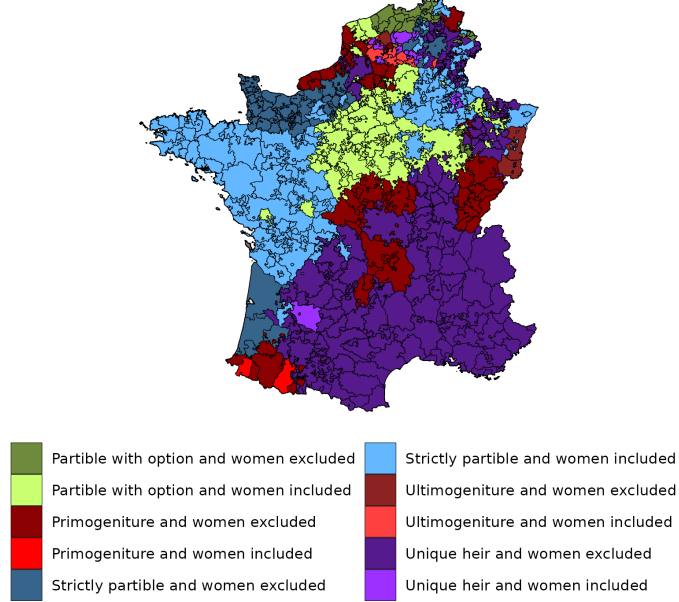 Partible with option and women excluded
Partible with option and women included
Primogeniture and women excluded
Primogeniture and women included
Strictly partible and women excluded
Strictly partible and women included
Ultimogeniture and women excluded
Ultimogeniture and women included
Unique heir and women excluded
Unique heir and women included